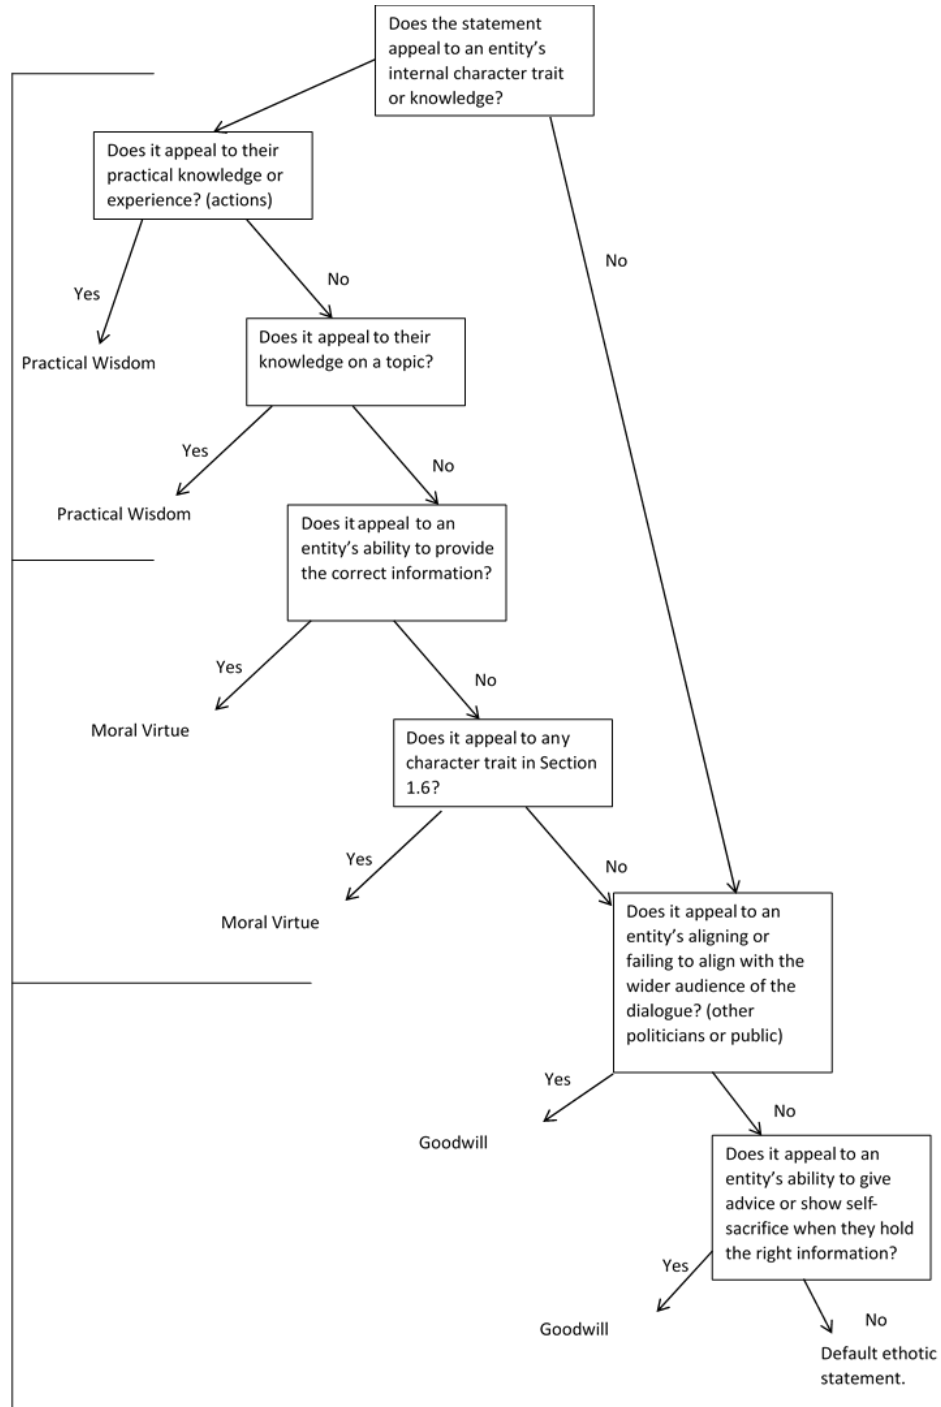 Does the statement
appeal to an entity's
internal character trait
or knowledge?
Does it appeal to their
practical knowledge or
experience? (actions)
No
No
Yes
Does it appeal to their
knowledge on a topic?
Practical Wisdom
Yes
No
Practical Wisdom
Does it appeal to an
entity's ability to provide
the correct information?
Yes
No
Moral Virtue
Does it appeal to any
character trait in Section
1.6?
Yes
No
Moral Virtue
Does it appeal to an
entity's aligning or
failing to align with the
wider audience of the
dialogue? (other
politicians or public)
Yes
No
Goodwill
Does it appeal to an
entity's ability to give
advice or show self-
sacrifice when they hold
the right information?
Yes
No
Goodwill
Default ethotic
statement.